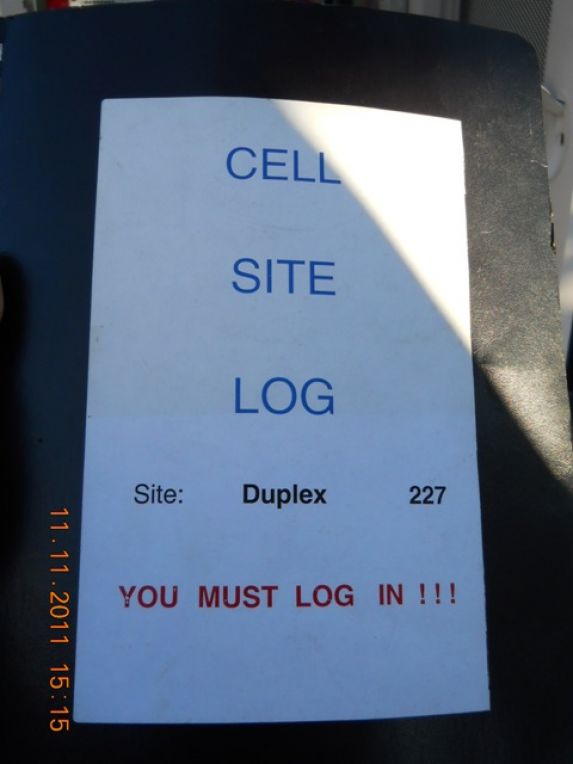 CELL
SITE
LOG
Site: Duplex 227
YOU MUST LOG IN !!!
11.11.2011 15:15